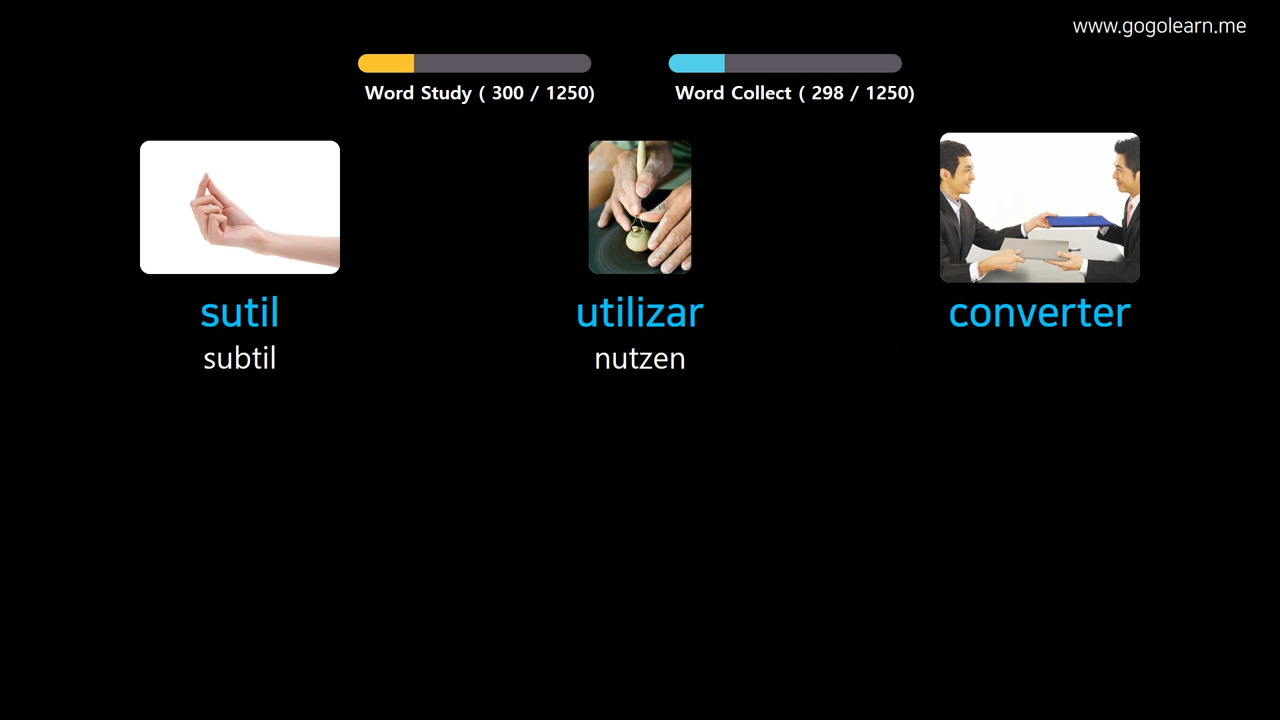 www.gogolearn.me
Word Study ( 300 / 1250)
Word Collect ( 298 / 1250)
sutil
utilizar
converter
subtil
nutzen